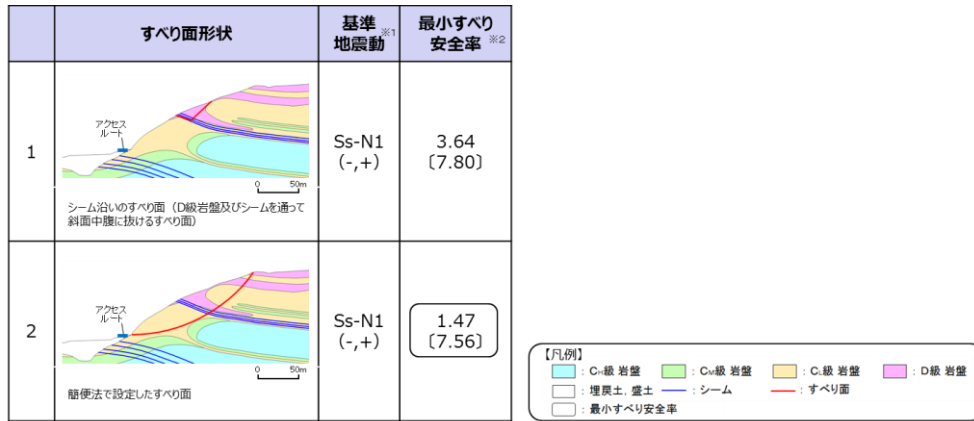 すべり面形状
基準
地震動※1
最小すべり
安全率※2
1
アクセス
ルート
0 50m
シーム沿いのすべり面（D級岩盤及びシームを通って
斜面中腹に抜けるすべり面）
Ss-N1
(-,+)
3.64
〔7.80〕
2
アクセス
ルート
0 50m
簡便法で設定したすべり面
Ss-N1
(-,+)
1.47
〔7.56〕
【凡例】
：CH級 岩盤 ：CM級 岩盤 ：CL級 岩盤 ：D級 岩盤
：埋戻土，盛土 ：シーム ：すべり面
：最小すべり安全率